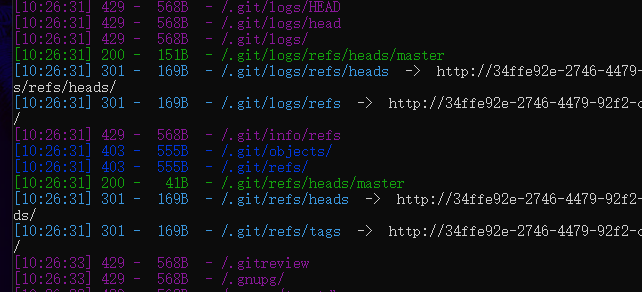 [10:26:31] 429 -  568B  - /.git/logs/HEAD
[10:26:31] 429 -  568B  - /.git/logs/head
[10:26:31] 429 -  568B  - /.git/logs/
[10:26:31] 200 -  151B  - /.git/logs/refs/heads/master
[10:26:31] 301 -  169B  - /.git/logs/refs/heads  ->  http://34ffe92e-2746-4479-
s/refs/heads/
[10:26:31] 301 -  169B  - /.git/logs/refs  ->  http://34ffe92e-2746-4479-92f2-c
/
[10:26:31] 429 -  568B  - /.git/info/refs
[10:26:31] 403 -  555B  - /.git/objects/
[10:26:31] 403 -  555B  - /.git/refs/
[10:26:31] 200 -   41B  - /.git/refs/heads/master
[10:26:31] 301 -  169B  - /.git/refs/heads  ->  http://34ffe92e-2746-4479-92f2-
ds/
[10:26:31] 301 -  169B  - /.git/refs/tags  ->  http://34ffe92e-2746-4479-92f2-c
/
[10:26:33] 429 -  568B  - /.gitreview
[10:26:33] 429 -  568B  - /.gnupg/